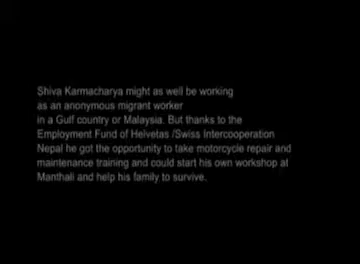 Shiva Karmacharya might as well be working
as an anonymous migrant worker
in a Gulf country or Malaysia. But thanks to the
Employment Fund of Helvetas /Swiss Intercooperation
Nepal he got the opportunity to take motorcycle repair and
maintenance training and could start his own workshop at
Manthali and help his family to survive.